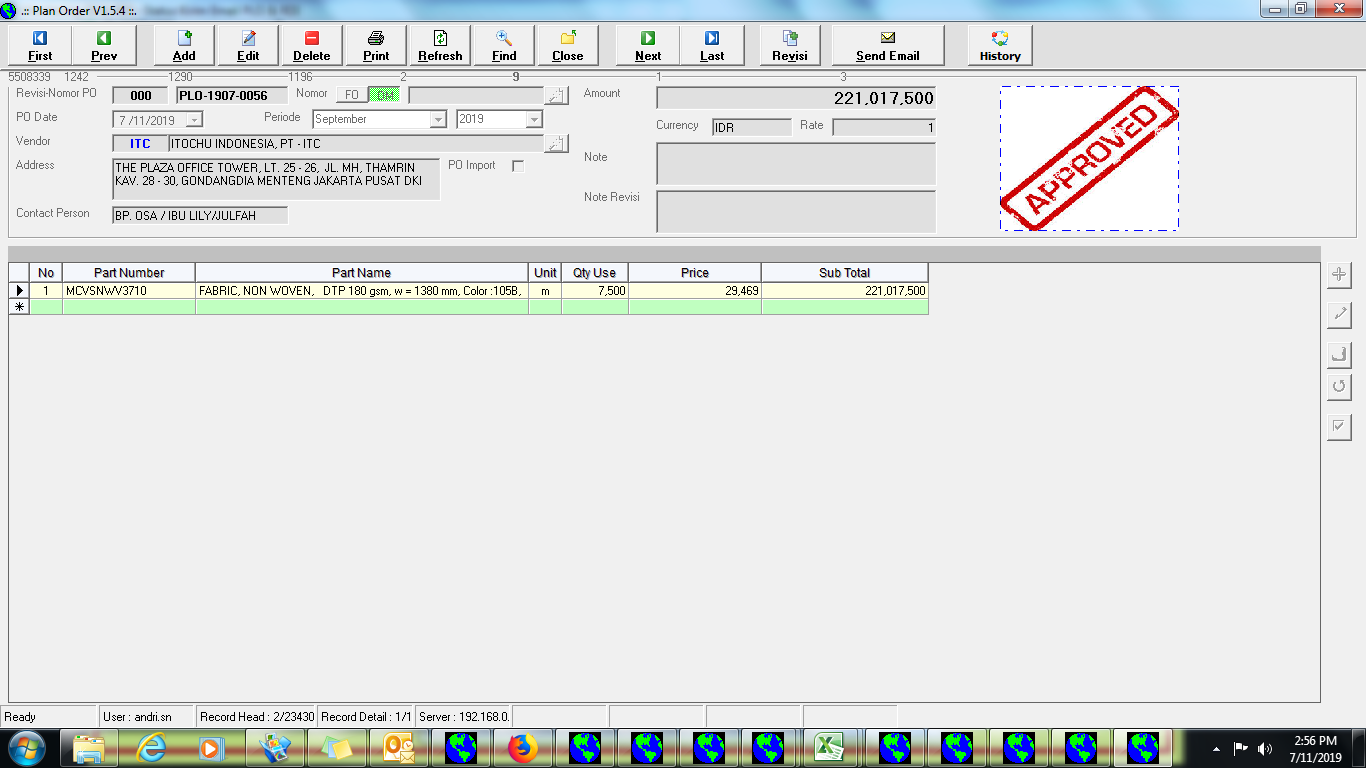 .:: Plan Order V1.5.4 ::.
First Prev Add Edit Delete Print Refresh Find Close Next Last Revisi Send Email History
5508339 1242 1290 1196 2 9 1 3
Revisi-Nomor PO 000 PLO-1907-0056 Nomor FO DM Amount 221,017,500
PO Date 7 /11/2019 Periode September 2019 Currency IDR Rate 1
Vendor ITC ITOCHU INDONESIA, PT - ITC
Address THE PLAZA OFFICE TOWER, LT. 25 - 26, JL. MH, THAMRIN PO Import Note
KAV. 28 - 30, GONDANGDIA MENTENG JAKARTA PUSAT DKI
Note Revisi
Contact Person BP. OSA / IBU LILY/JULFAH
APPROVED
No Part Number Part Name Unit Qty Use Price Sub Total
1 MCVSNWV3710 FABRIC, NON WOVEN, DTP 180 gsm, w = 1380 mm, Color :105B, m 7,500 29,469 221,017,500
Ready User : andri.sn Record Head : 2/23430 Record Detail : 1/1 Server : 192.168.0.
2:56 PM
7/11/2019